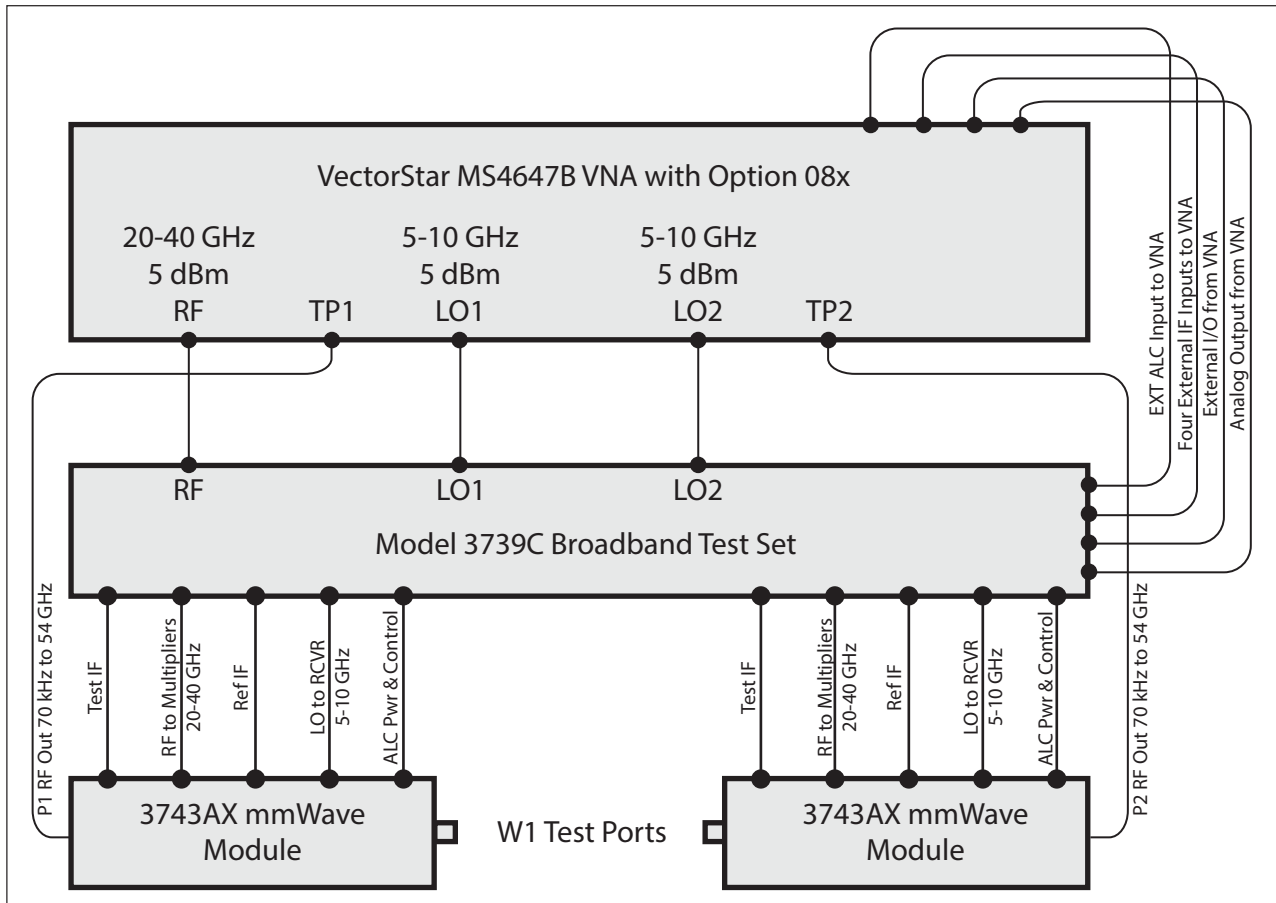 VectorStar MS4647B VNA with Option 08x
20-40 GHz
5 dBm
RF
TP1
5-10 GHz
5 dBm
LO1
5-10 GHz
5 dBm
LO2
TP2
EXT ALC Input to VNA
Four External IF Inputs to VNA
External I/O from VNA
Analog Output from VNA
RF
LO1
LO2
Model 3739C Broadband Test Set
P1 RF Out 70 kHz to 54 GHz
Test IF
RF to Multipliers
20-40 GHz
Ref IF
LO to RCVR
5-10 GHz
ALC Pwr & Control
Test IF
RF to Multipliers
20-40 GHz
Ref IF
LO to RCVR
5-10 GHz
ALC Pwr & Control
P2 RF Out 70 kHz to 54 GHz
3743AX mmWave
Module
W1 Test Ports
3743AX mmWave
Module